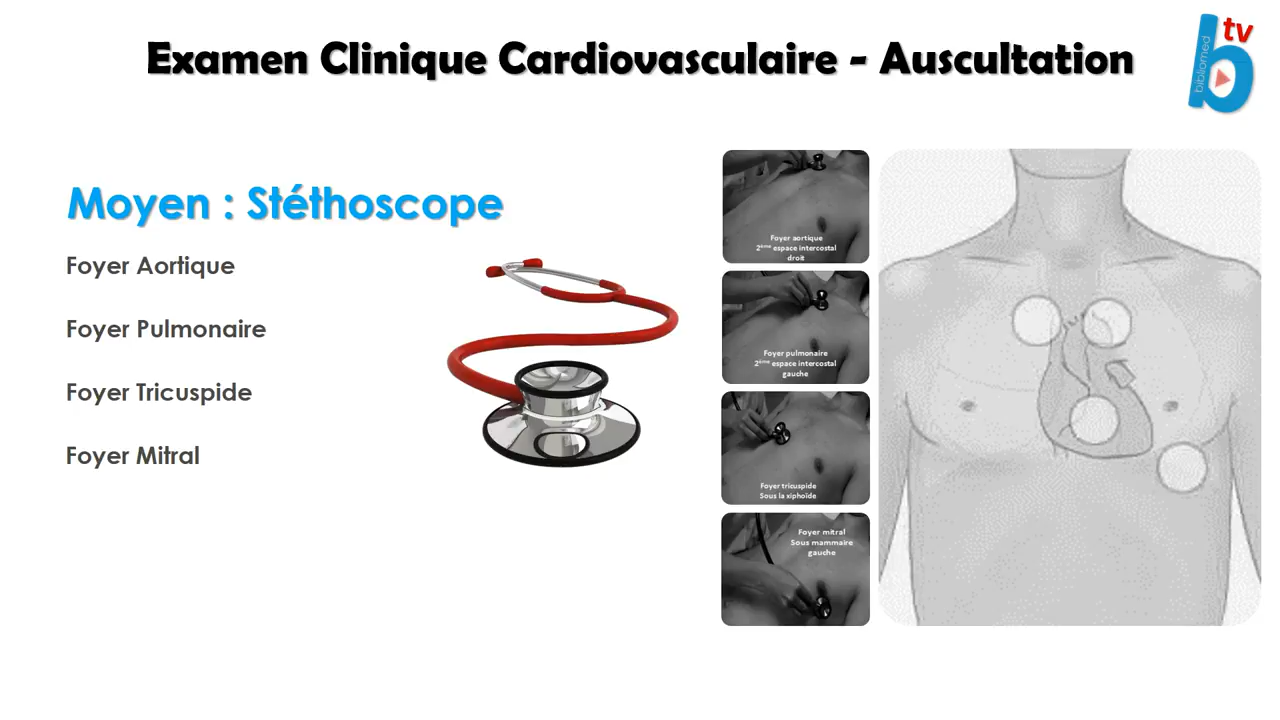 Examen Clinique Cardiovasculaire - Auscultation
tv
bibliomed
Moyen : Stéthoscope
Foyer Aortique
Foyer Pulmonaire
Foyer Tricuspide
Foyer Mitral
Foyer aortique
2ème espace intercostal
droit
Foyer pulmonaire
2ème espace intercostal
gauche
Foyer tricuspide
Sous la xiphoïde
Foyer mitral
Sous mammaire
gauche